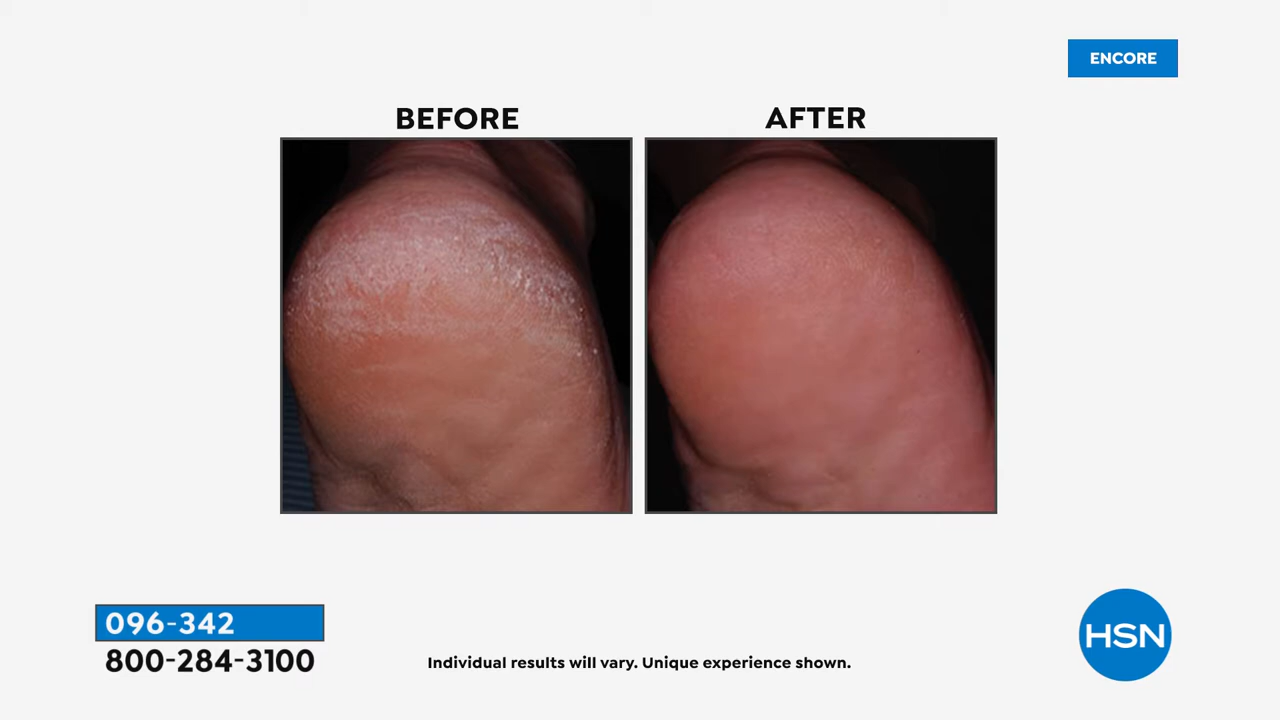 ENCORE
BEFORE
AFTER
096-342
800-284-3100
Individual results will vary. Unique experience shown.
HSN